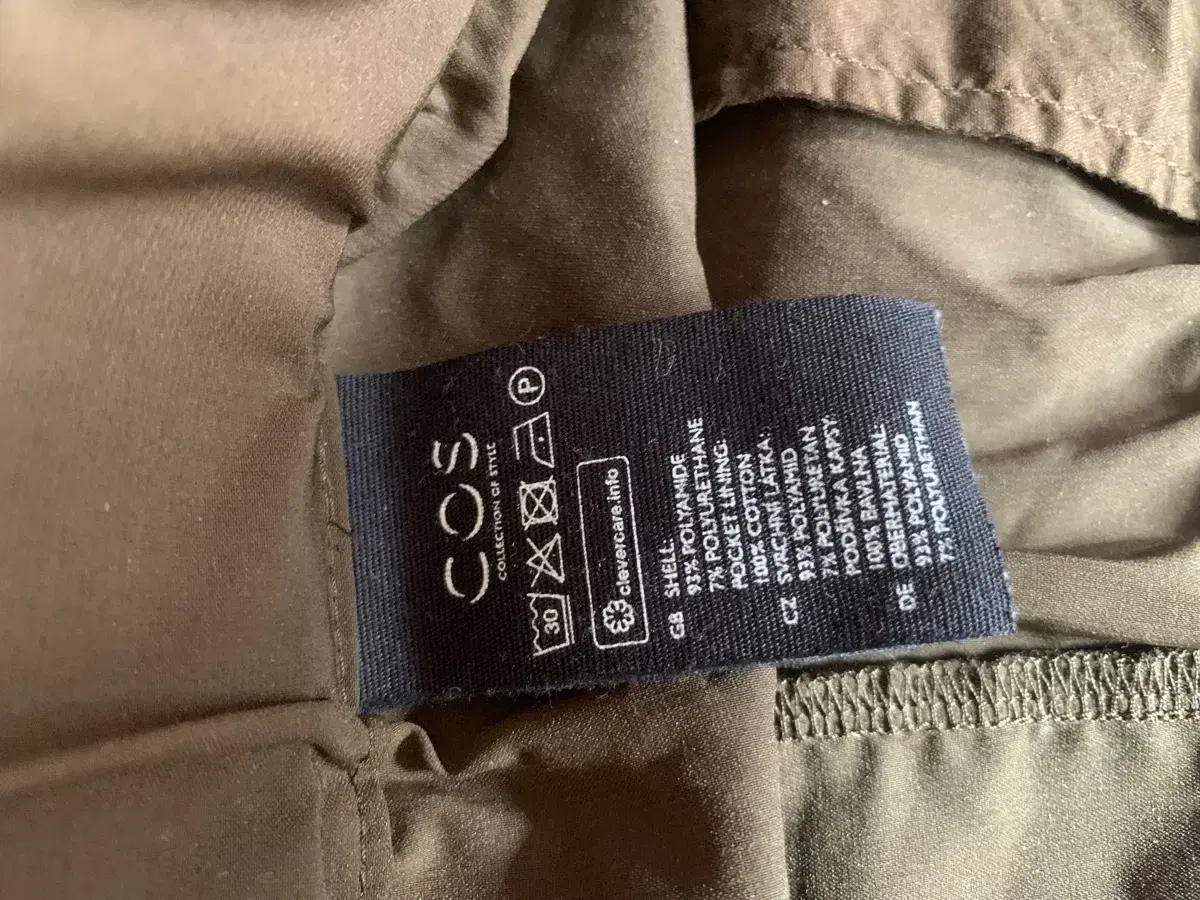 COS
COLLECTION OF STYLE
30 P
clevercare.info
GB SHELL:
93% POLYAMIDE
7% POLYURETHANE
POCKET LINING:
100% COTTON
CZ SVRCHNÍ LÁTKA:
93% POLYAMID
7% POLYURETAN
PODŠÍVKA KAPSY:
100% BAVLNA
DE OBERMATERIAL:
93% POLYAMID
7% POLYURETHAN